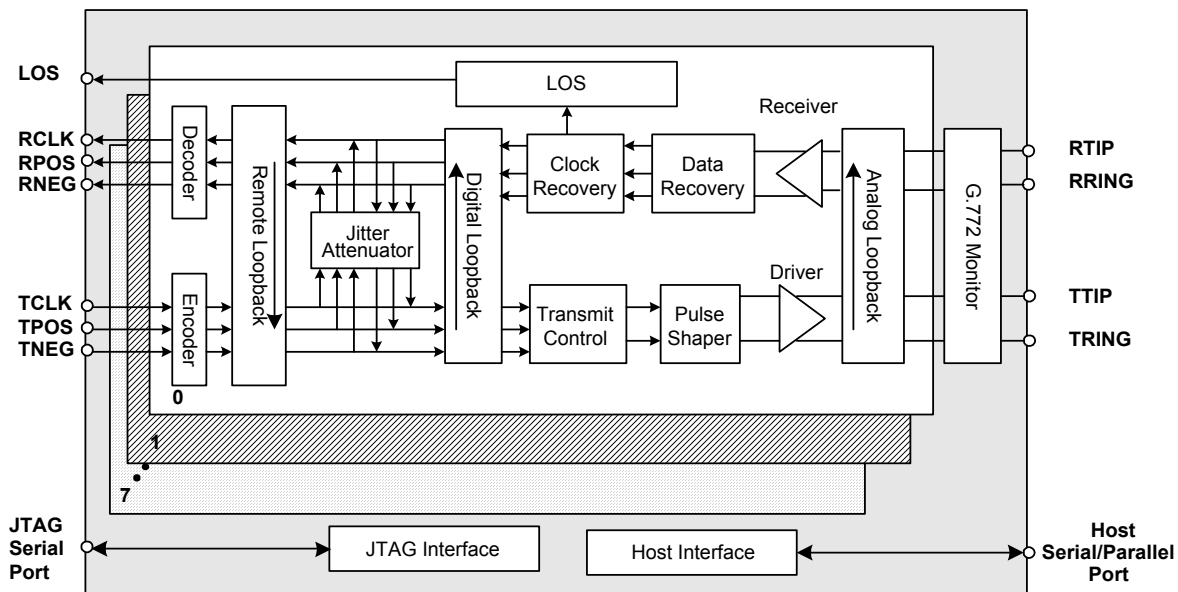 LOS
LOS
Receiver
RCLK
RPOS
RNEG
Decoder
Remote Loopback
Jitter
Attenuator
Digital Loopback
Clock
Recovery
Data
Recovery
Analog Loopback
G.772 Monitor
RTIP
RRING
TCLK
TPOS
TNEG
Encoder
Transmit
Control
Pulse
Shaper
Driver
TTIP
TRING
0
1
7
JTAG
Serial
Port
JTAG Interface
Host Interface
Host
Serial/Parallel
Port